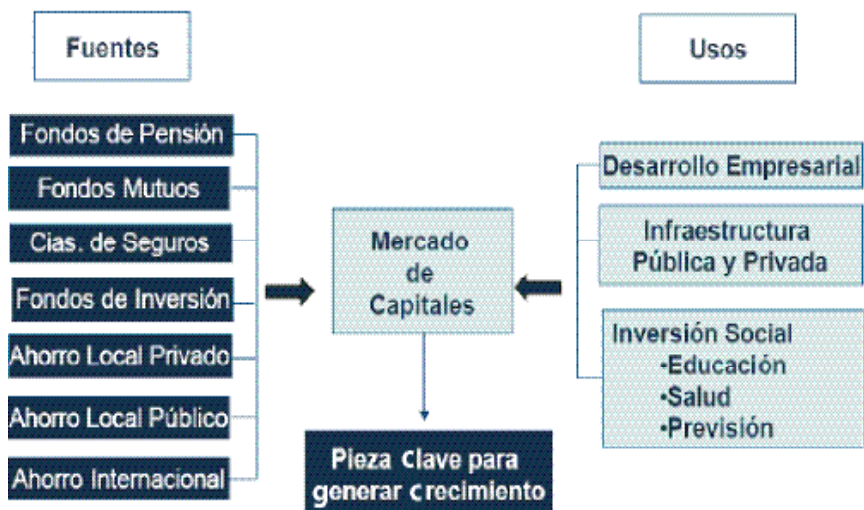 Fuentes
Usos
Fondos de Pensión
Fondos Mutuos
Cias. de Seguros
Fondos de Inversión
Ahorro Local Privado
Ahorro Local Público
Ahorro Internacional
Mercado
de
Capitales
Pieza Clave para
generar crecimiento
Desarrollo Empresarial
Infraestructura
Pública y Privada
Inversión Social
•Educación
•Salud
•Previsión